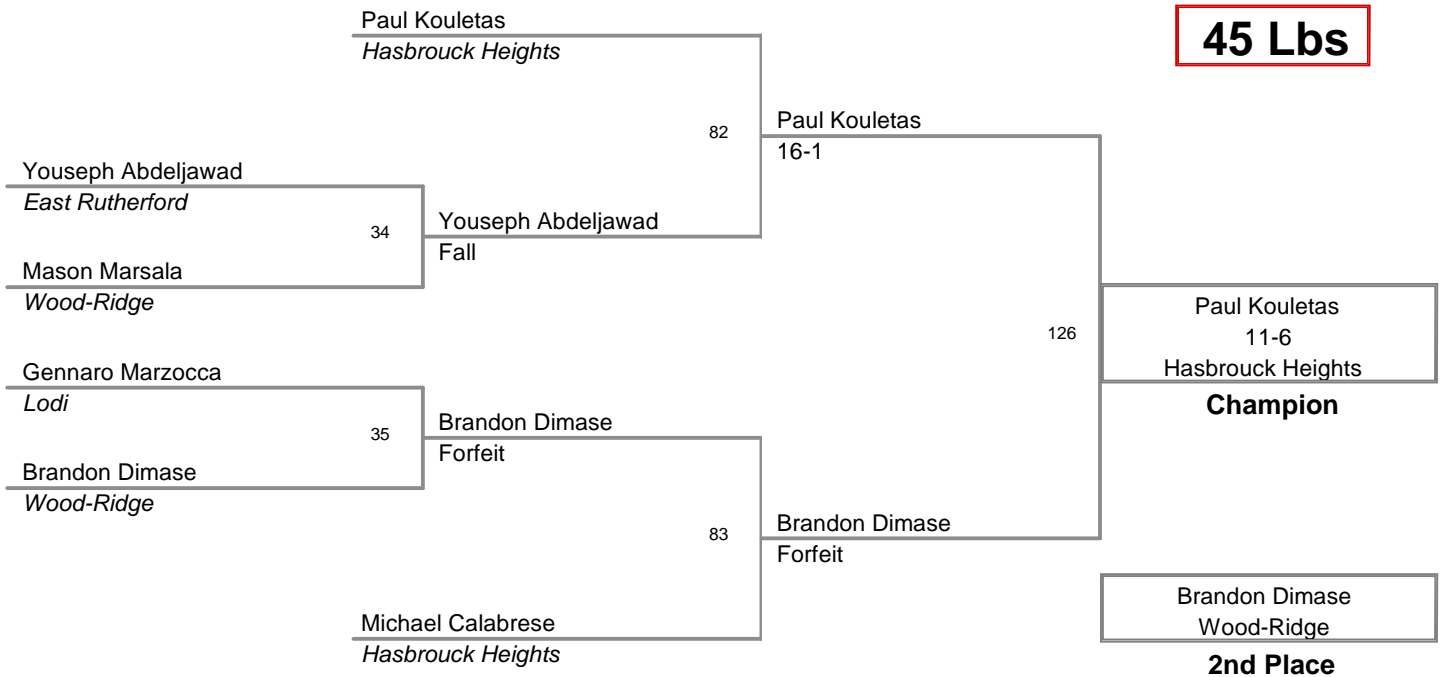 Paul Kouletas
Hasbrouck Heights
45 Lbs
82
Paul Kouletas
16-1
Youseph Abdeljawad
East Rutherford
34
Youseph Abdeljawad
Fall
Mason Marsala
Wood-Ridge
126
Paul Kouletas
11-6
Hasbrouck Heights
Champion
Gennaro Marzocca
Lodi
35
Brandon Dimase
Forfeit
Brandon Dimase
Wood-Ridge
83
Brandon Dimase
Forfeit
Michael Calabrese
Hasbrouck Heights
Brandon Dimase
Wood-Ridge
2nd Place